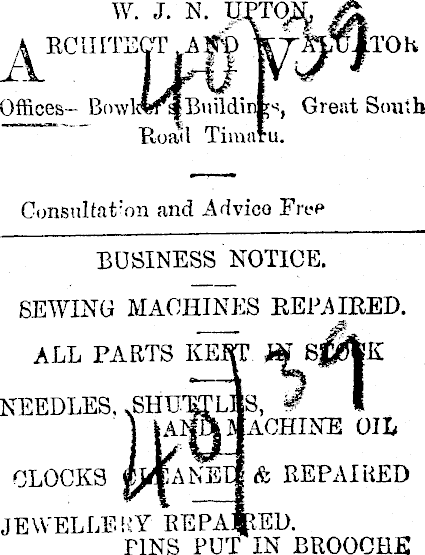 W. J. N. UPTON,
ARCHITECT AND VALUATOR
Offices— Bowker's Buildings, Great South
Road Timaru.
40/39
Consultation and Advice Free
BUSINESS NOTICE.
SEWING MACHINES REPAIRED.
ALL PARTS KEPT IN STOCK
NEEDLES, SHUTTLES,
AND MACHINE OIL
40/39
CLOCKS CLEANED & REPAIRED
JEWELLERY REPAIRED.
PINS PUT IN BROOCHE